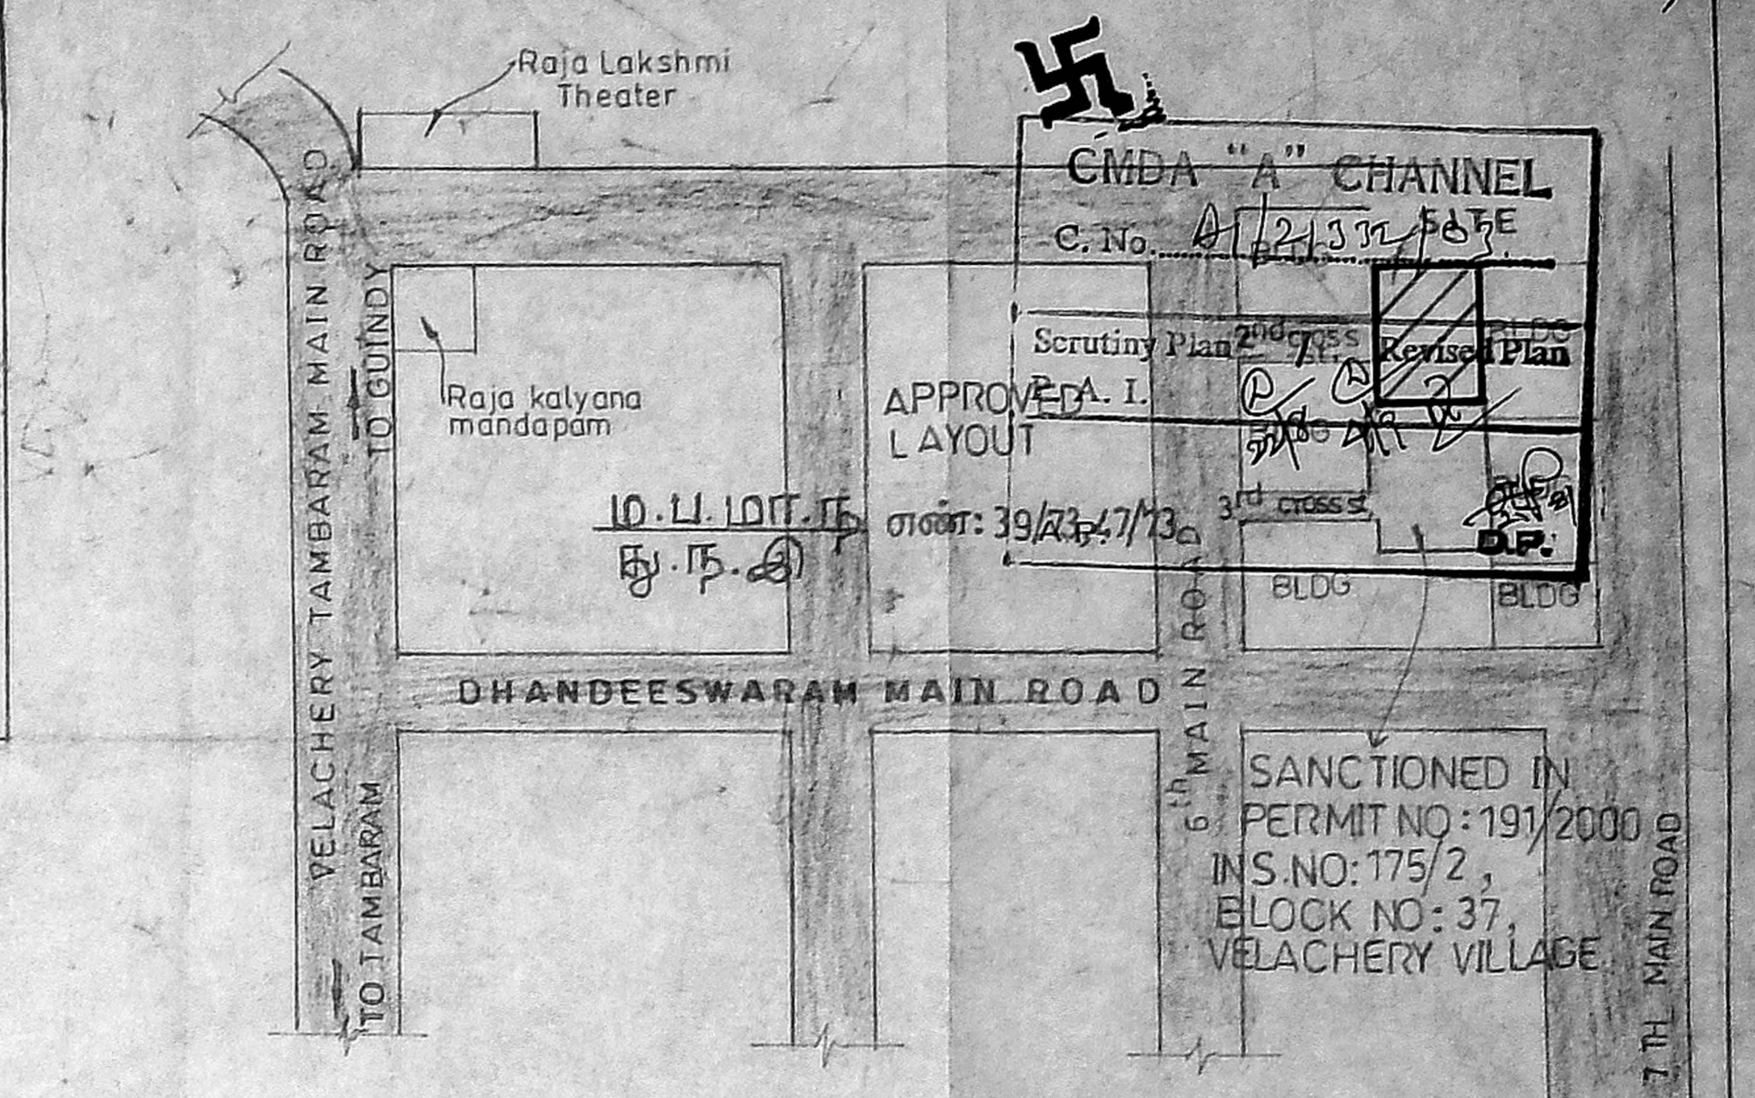 Raja Lakshmi
Theater
CMDA "A" CHANNEL
C. No.
SITE
VELACHERY TAMBARAM MAIN ROAD
TO GUINDY
Raja kalyana
mandapam
Scrutiny Plan
Revised Plan
P. A. I.
2nd cross
BLDG
APPROVED
LAYOUT
ம.ப.மா.ந
எண்: 39/73, 47/73
து.ந.இ
3rd cross st
D.P.
BLDG
BLDG
DHANDEESWARAM MAIN ROAD
6th MAIN ROAD
SANCTIONED IN
PERMIT NO: 191/2000
IN S.NO: 175/2,
BLOCK NO: 37,
VELACHERY VILLAGE
TO TAMBARAM
7 TH MAIN ROAD